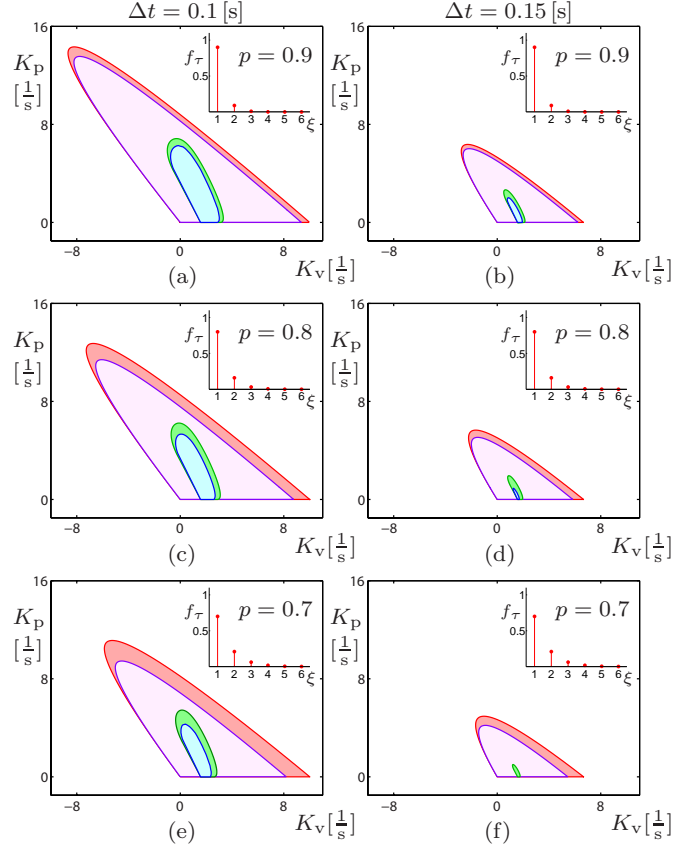 Δt = 0.1 [s]
Δt = 0.15 [s]
16
K_p
[1/s]
8
0
−8
0
8
K_v[1/s]
f_τ
1
0.5
p = 0.9
1 2 3 4 5 6
ξ
(a)
16
K_p
[1/s]
8
0
−8
0
8
K_v[1/s]
f_τ
1
0.5
p = 0.9
1 2 3 4 5 6
ξ
(b)
16
K_p
[1/s]
8
0
−8
0
8
K_v[1/s]
f_τ
1
0.5
p = 0.8
1 2 3 4 5 6
ξ
(c)
16
K_p
[1/s]
8
0
−8
0
8
K_v[1/s]
f_τ
1
0.5
p = 0.8
1 2 3 4 5 6
ξ
(d)
16
K_p
[1/s]
8
0
−8
0
8
K_v[1/s]
f_τ
1
0.5
p = 0.7
1 2 3 4 5 6
ξ
(e)
16
K_p
[1/s]
8
0
−8
0
8
K_v[1/s]
f_τ
1
0.5
p = 0.7
1 2 3 4 5 6
ξ
(f)